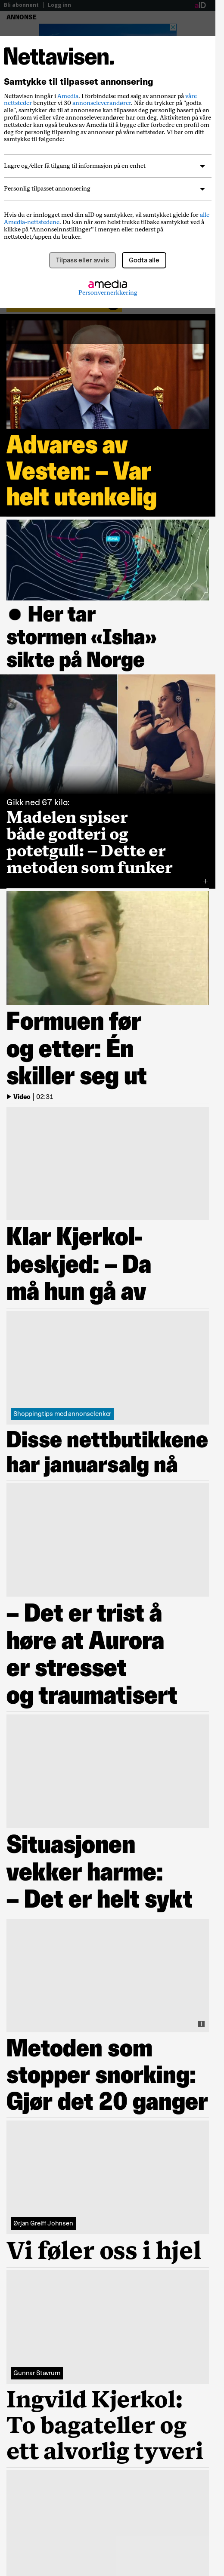 Bli abonnent | Logg inn
aID
ANNONSE
Nettavisen.
Samtykke til tilpasset annonsering
Nettavisen inngår i Amedia. I forbindelse med salg av annonser på våre
nettsteder benytter vi 30 annonseleverandører. Når du trykker på "godta
alle", samtykker du til at annonsene kan tilpasses deg personlig basert på en
profil som vi eller våre annonseleverandører har om deg. Aktiviteten på våre
nettsider kan også brukes av Amedia til å bygge eller forbedre en profil om
deg for personlig tilpasning av annonser på våre nettsteder. Vi ber om ditt
samtykke til følgende:
Lagre og/eller få tilgang til informasjon på en enhet
Personlig tilpasset annonsering
Hvis du er innlogget med din aID og samtykker, vil samtykket gjelde for alle
Amedia-nettstedene. Du kan når som helst trekke tilbake samtykket ved å
klikke på "Annonseinnstillinger" i menyen eller nederst på
nettstedet/appen du bruker.
Tilpass eller avvis
Godta alle
amedia
Personvernerklæring
Advares av
Vesten: – Var
helt utenkelig
Her tar
stormen «Isha»
sikte på Norge
Gikk ned 67 kilo:
Madelen spiser
både godteri og
potetgull: – Dette er
metoden som funker
Formuen før
og etter: Én
skiller seg ut
Video | 02:31
Klar Kjerkol-
beskjed: – Da
må hun gå av
Shoppingtips med annonselenker
Disse nettbutikkene
har januarsalg nå
– Det er trist å
høre at Aurora
er stresset
og traumatisert
Situasjonen
vekker harme:
– Det er helt sykt
Metoden som
stopper snorking:
Gjør det 20 ganger
Ørjan Greiff Johnsen
Vi føler oss i hjel
Gunnar Stavrum
Ingvild Kjerkol:
To bagateller og
ett alvorlig tyveri